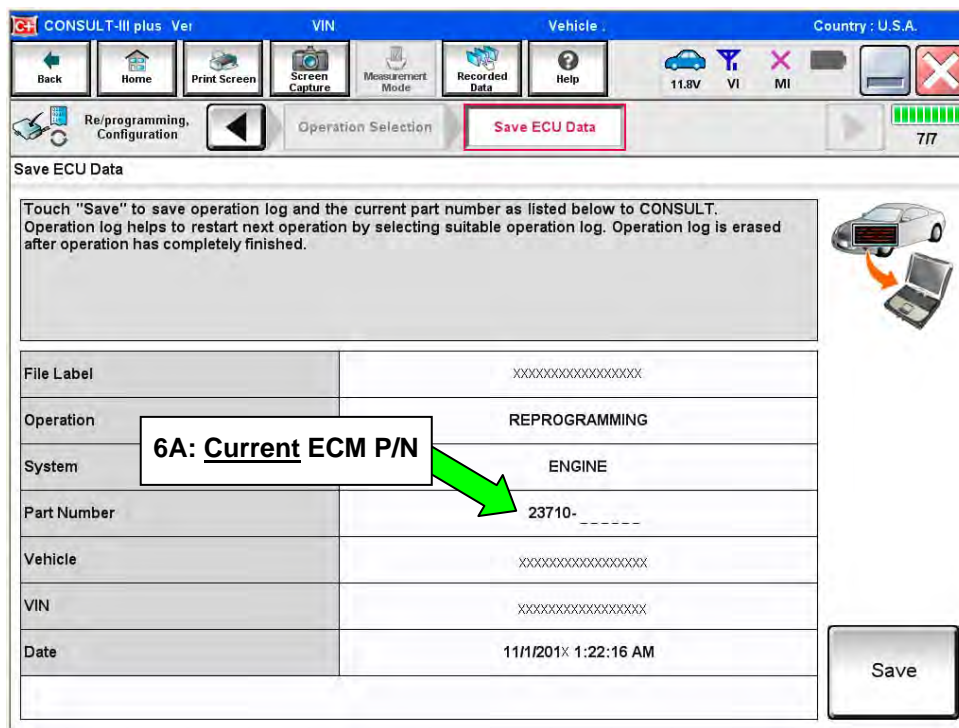 C+ CONSULT-III plus Ver VIN. Vehicle . Country : U.S.A.
Back
Home
Print Screen
Screen
Capture
Measurement
Mode
Recorded
Data
Help
11.8V
VI
MI
Re/programming,
Configuration
Operation Selection
Save ECU Data
7/7
Save ECU Data
Touch "Save" to save operation log and the current part number as listed below to CONSULT.
Operation log helps to restart next operation by selecting suitable operation log. Operation log is erased
after operation has completely finished.
File Label XXXXXXXXXXXXXXXXX
Operation REPROGRAMMING
6A: Current ECM P/N
System ENGINE
Part Number 23710-_ _ _ _ _ _
Vehicle XXXXXXXXXXXXXXXXX
VIN XXXXXXXXXXXXXXXXX
Date 11/1/201X 1:22:16 AM
Save